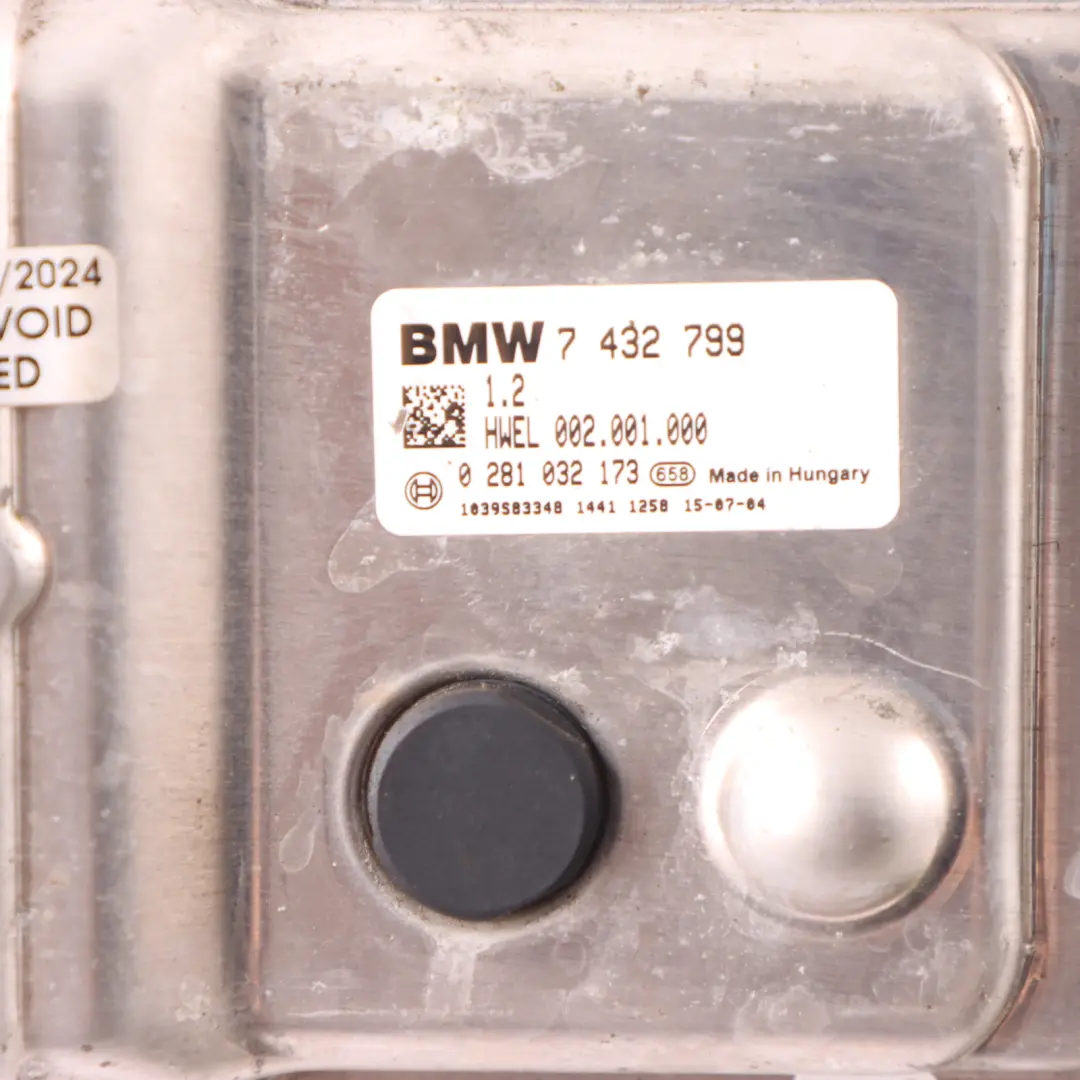 /2024
VOID
ED
BMW 7 432 799
1.2
HWEL 002.001.000
0 281 032 173 658 Made in Hungary
1039S83348 1441 1258 15-07-04